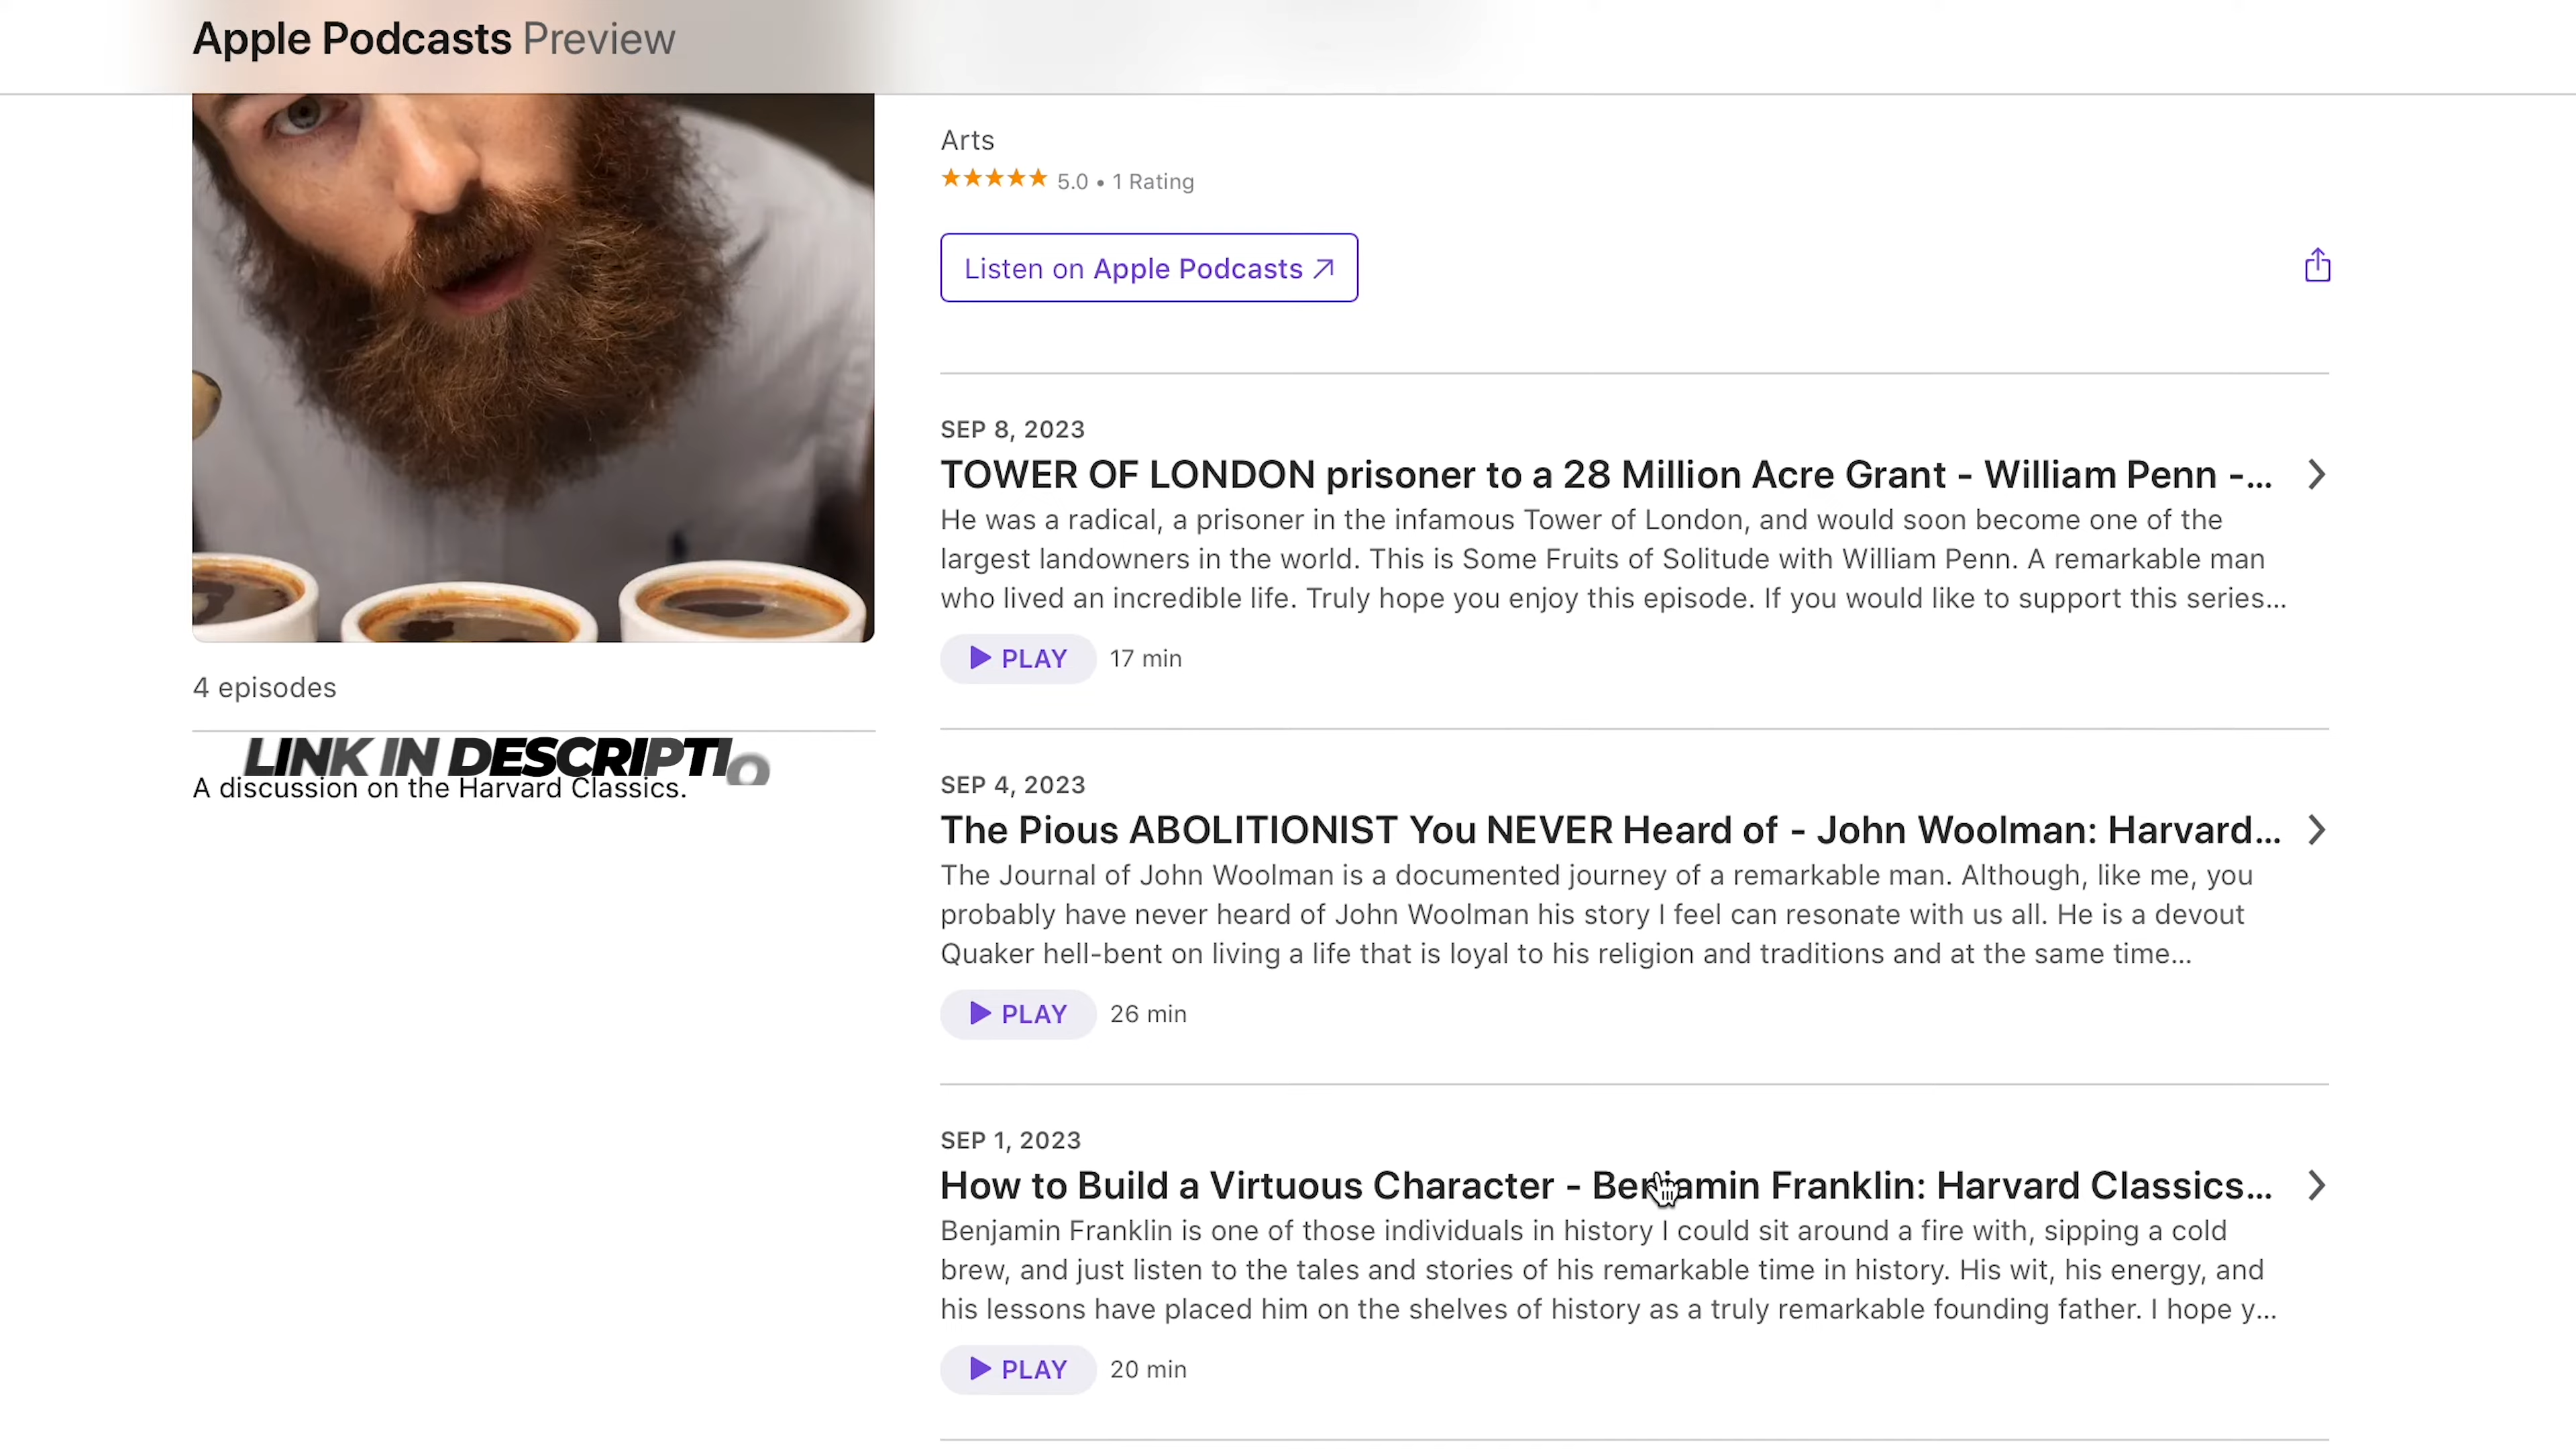 Apple Podcasts Preview
Arts
5.0 • 1 Rating
Listen on Apple Podcasts
SEP 8, 2023
TOWER OF LONDON prisoner to a 28 Million Acre Grant - William Penn -...
He was a radical, a prisoner in the infamous Tower of London, and would soon become one of the
largest landowners in the world. This is Some Fruits of Solitude with William Penn. A remarkable man
who lived an incredible life. Truly hope you enjoy this episode. If you would like to support this series...
PLAY 17 min
4 episodes
LINK IN DESCRIPTIO
A discussion on the Harvard Classics.
SEP 4, 2023
The Pious ABOLITIONIST You NEVER Heard of - John Woolman: Harvard...
The Journal of John Woolman is a documented journey of a remarkable man. Although, like me, you
probably have never heard of John Woolman his story I feel can resonate with us all. He is a devout
Quaker hell-bent on living a life that is loyal to his religion and traditions and at the same time...
PLAY 26 min
SEP 1, 2023
How to Build a Virtuous Character - Benjamin Franklin: Harvard Classics...
Benjamin Franklin is one of those individuals in history I could sit around a fire with, sipping a cold
brew, and just listen to the tales and stories of his remarkable time in history. His wit, his energy, and
his lessons have placed him on the shelves of history as a truly remarkable founding father. I hope y...
PLAY 20 min